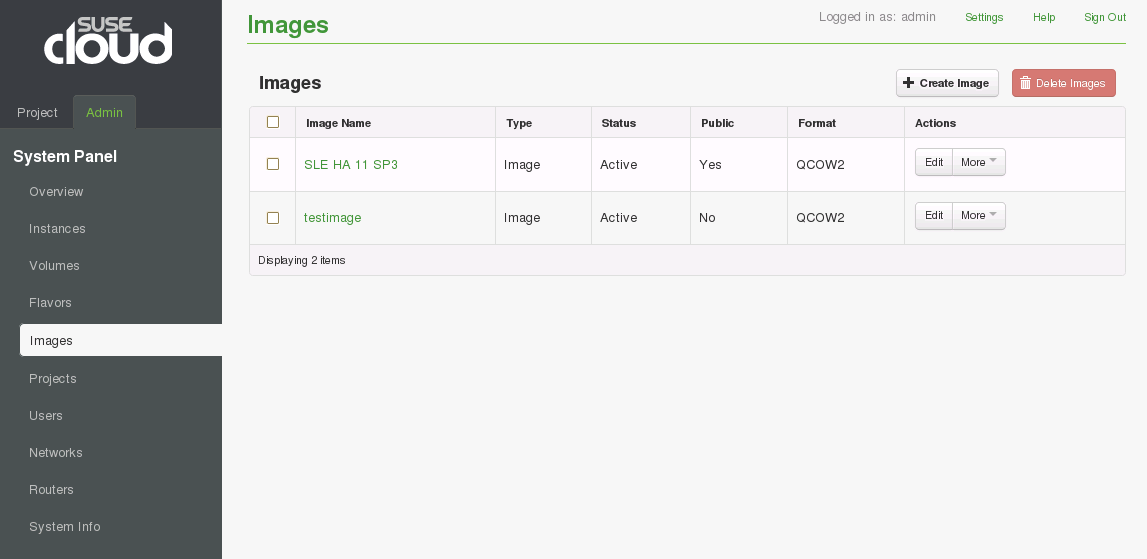 SUSE
cloud
Project Admin
System Panel
Overview
Instances
Volumes
Flavors
Images
Projects
Users
Networks
Routers
System Info
Images
Logged in as: admin Settings Help Sign Out
Images
Create Image Delete Images
Image Name Type Status Public Format Actions
SLE HA 11 SP3 Image Active Yes QCOW2 Edit More
testimage Image Active No QCOW2 Edit More
Displaying 2 items